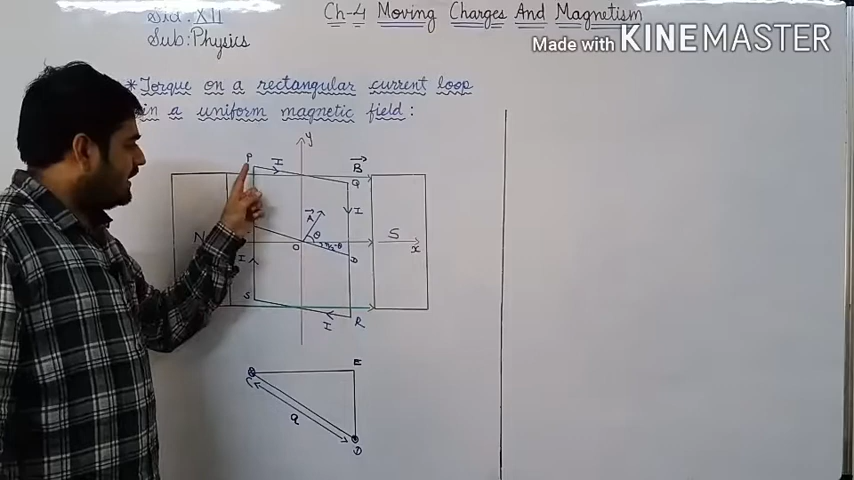 Std: XII
Ch-4 Moving Charges And Magnetism
Sub: Physics
Made with KINEMASTER
*Torque on a rectangular current loop
in a uniform magnetic field:
y
P
I
B
Q
A
I
θ
π/2-θ
N
O
S
x
D
I
S
I
R
E
C
a
D